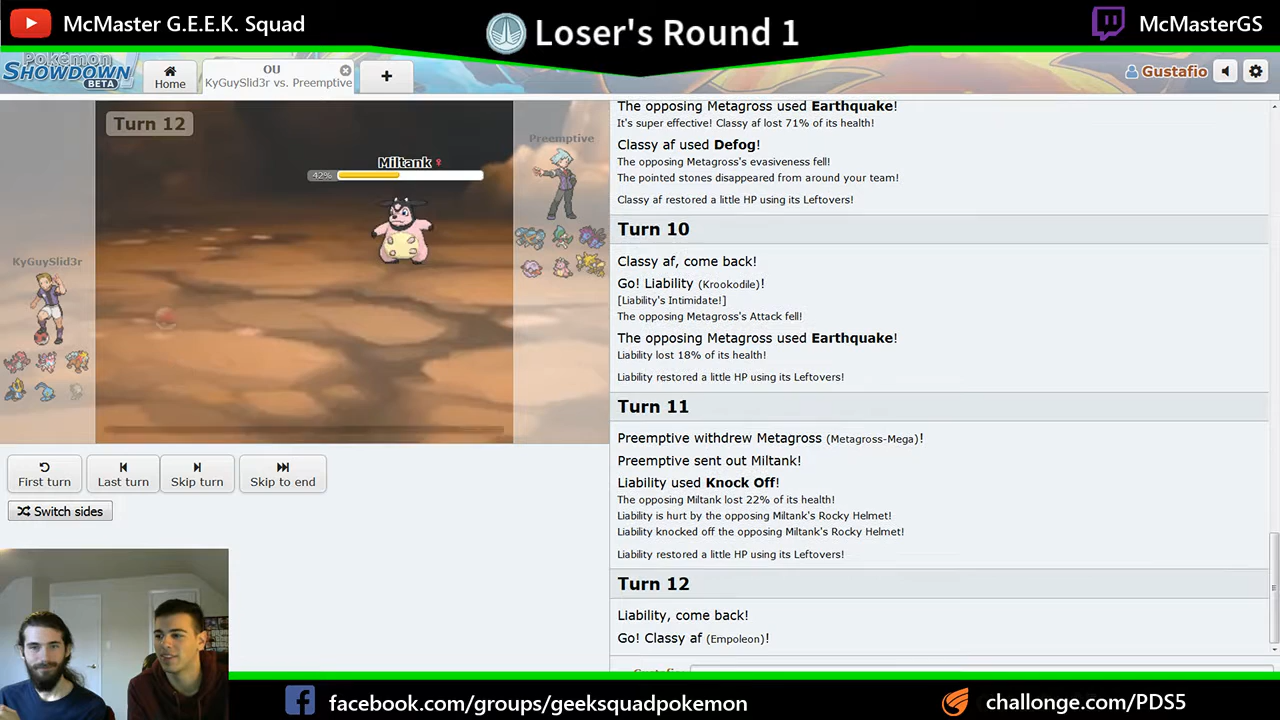 McMaster G.E.E.K. Squad
Loser's Round 1
McMasterGS
Pokémon
SHOWDOWN
BETA
Home
OU
KyGuySlid3r vs. Preemptive
Gustafio
Turn 12
Miltank ♀
42%
Preemptive
KyGuySlid3r
The opposing Metagross used Earthquake!
It's super effective! Classy af lost 71% of its health!
Classy af used Defog!
The opposing Metagross's evasiveness fell!
The pointed stones disappeared from around your team!
Classy af restored a little HP using its Leftovers!
Turn 10
Classy af, come back!
Go! Liability (Krookodile)!
[Liability's Intimidate!]
The opposing Metagross's Attack fell!
The opposing Metagross used Earthquake!
Liability lost 18% of its health!
Liability restored a little HP using its Leftovers!
Turn 11
Preemptive withdrew Metagross (Metagross-Mega)!
Preemptive sent out Miltank!
Liability used Knock Off!
The opposing Miltank lost 22% of its health!
Liability is hurt by the opposing Miltank's Rocky Helmet!
Liability knocked off the opposing Miltank's Rocky Helmet!
Liability restored a little HP using its Leftovers!
Turn 12
Liability, come back!
Go! Classy af (Empoleon)!
First turn
Last turn
Skip turn
Skip to end
Switch sides
facebook.com/groups/geeksquadpokemon
challonge.com/PDS5